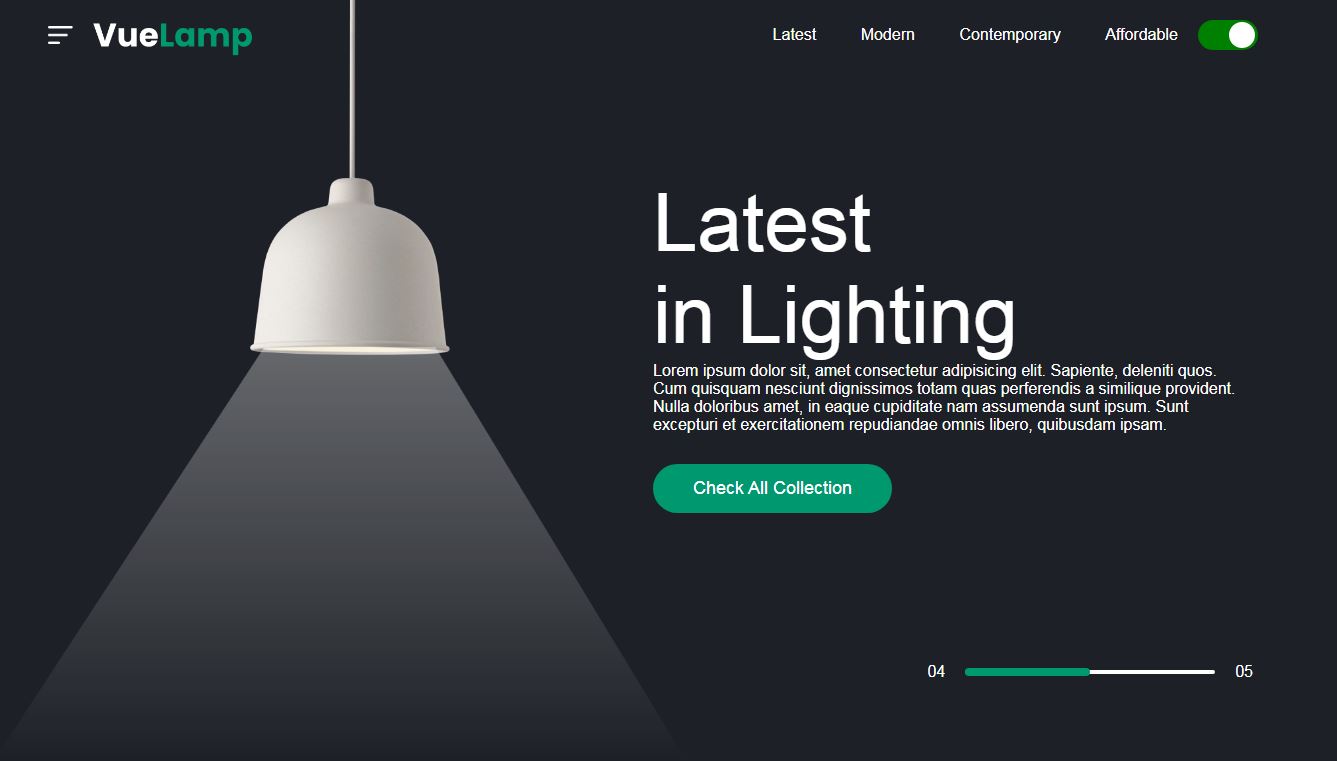 VueLamp
Latest Modern Contemporary Affordable
Latest
in Lighting
Lorem ipsum dolor sit, amet consectetur adipisicing elit. Sapiente, deleniti quos.
Cum quisquam nesciunt dignissimos totam quas perferendis a similique provident.
Nulla doloribus amet, in eaque cupiditate nam assumenda sunt ipsum. Sunt
excepturi et exercitationem repudiandae omnis libero, quibusdam ipsam.
Check All Collection
04 05